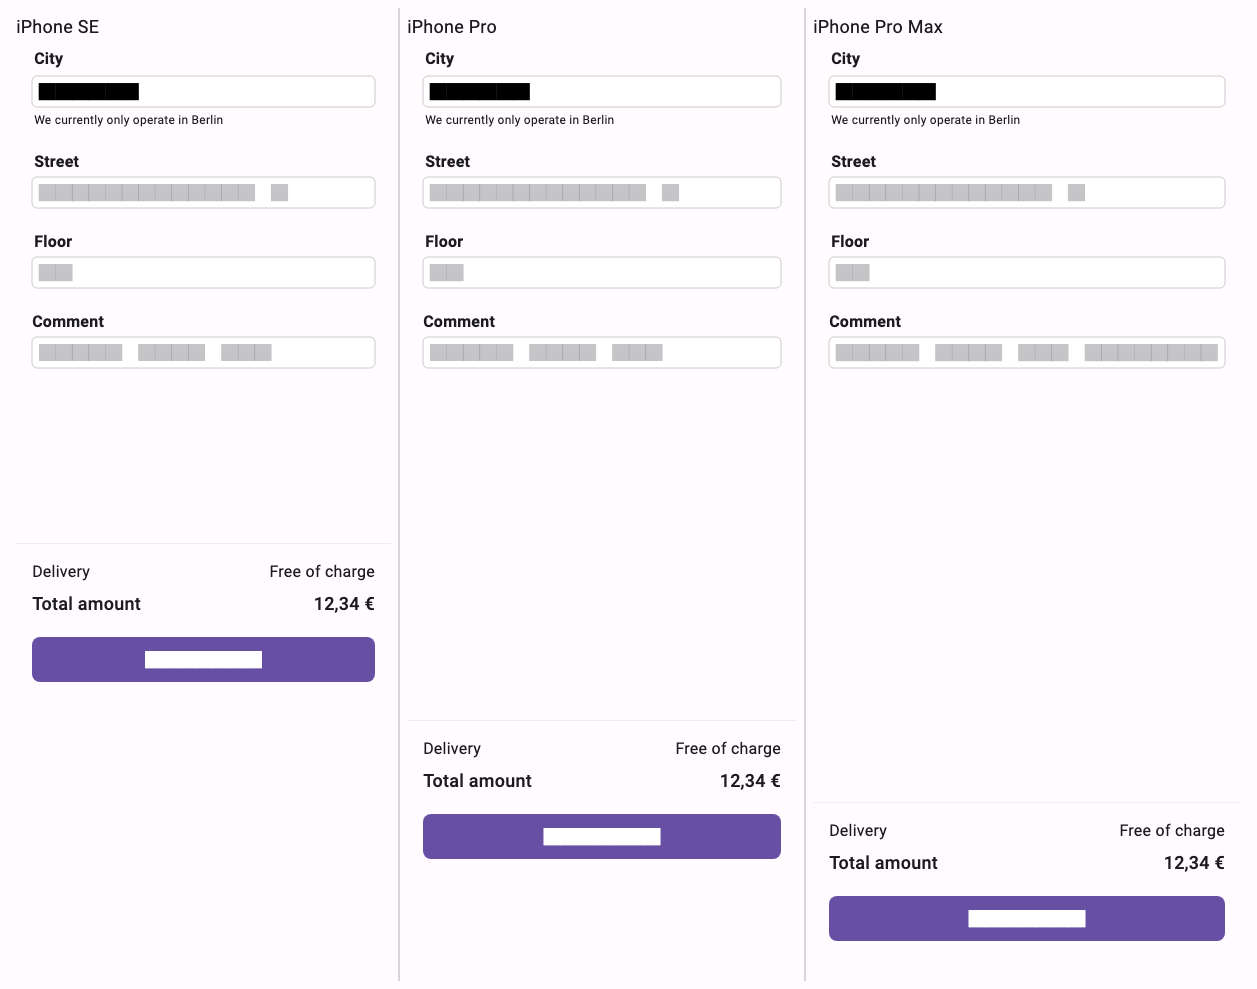 iPhone SE
City
We currently only operate in Berlin
Street
Floor
Comment
Delivery Free of charge
Total amount 12,34 €
iPhone Pro
City
We currently only operate in Berlin
Street
Floor
Comment
Delivery Free of charge
Total amount 12,34 €
iPhone Pro Max
City
We currently only operate in Berlin
Street
Floor
Comment
Delivery Free of charge
Total amount 12,34 €